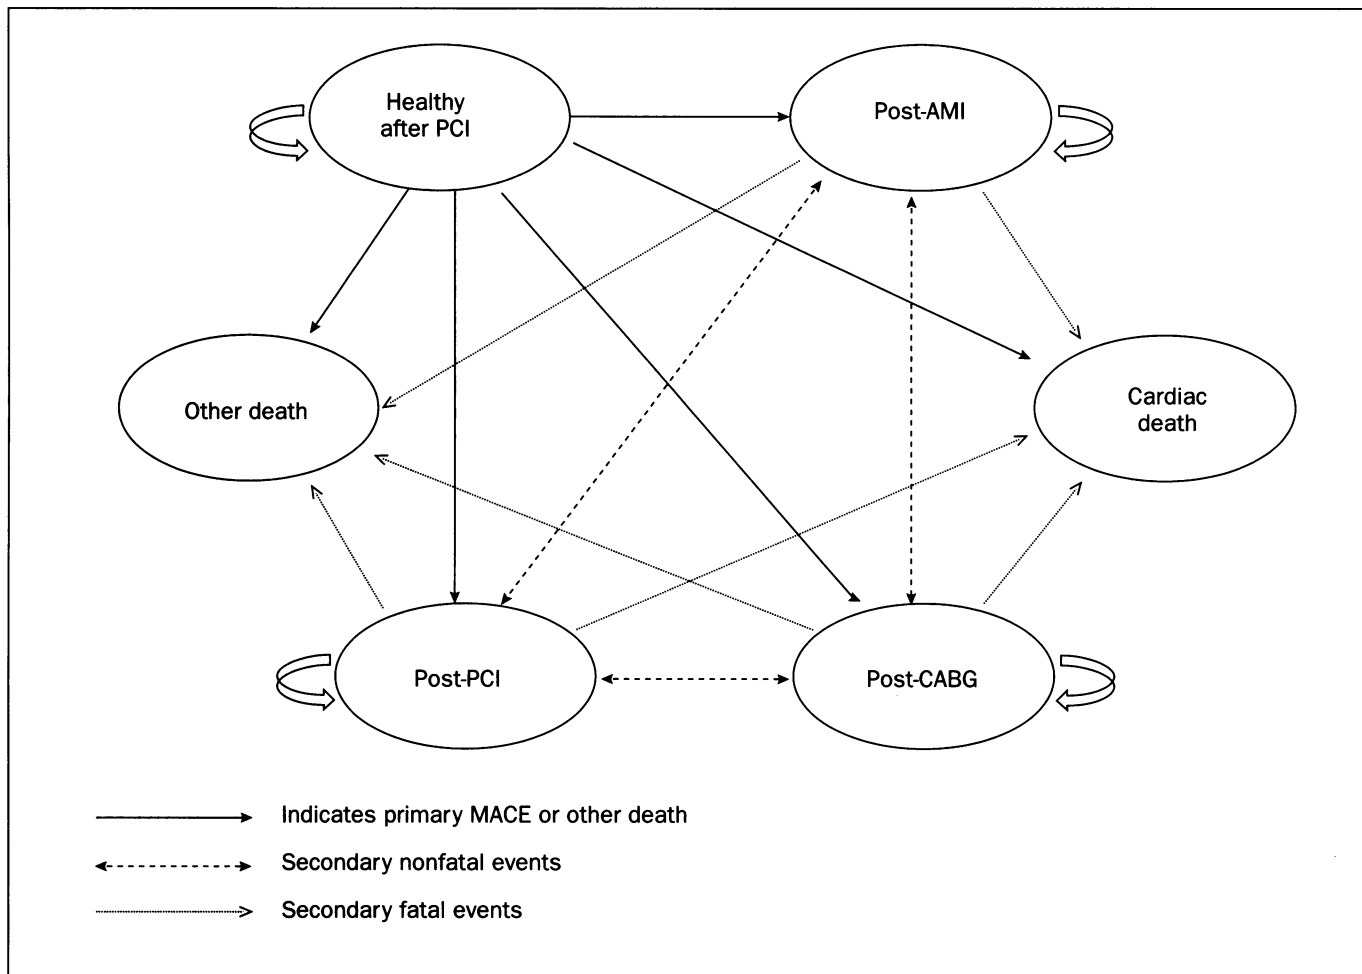 Healthy
after PCI
Post-AMI
Other death
Cardiac
death
Post-PCI
Post-CABG
Indicates primary MACE or other death
Secondary nonfatal events
Secondary fatal events